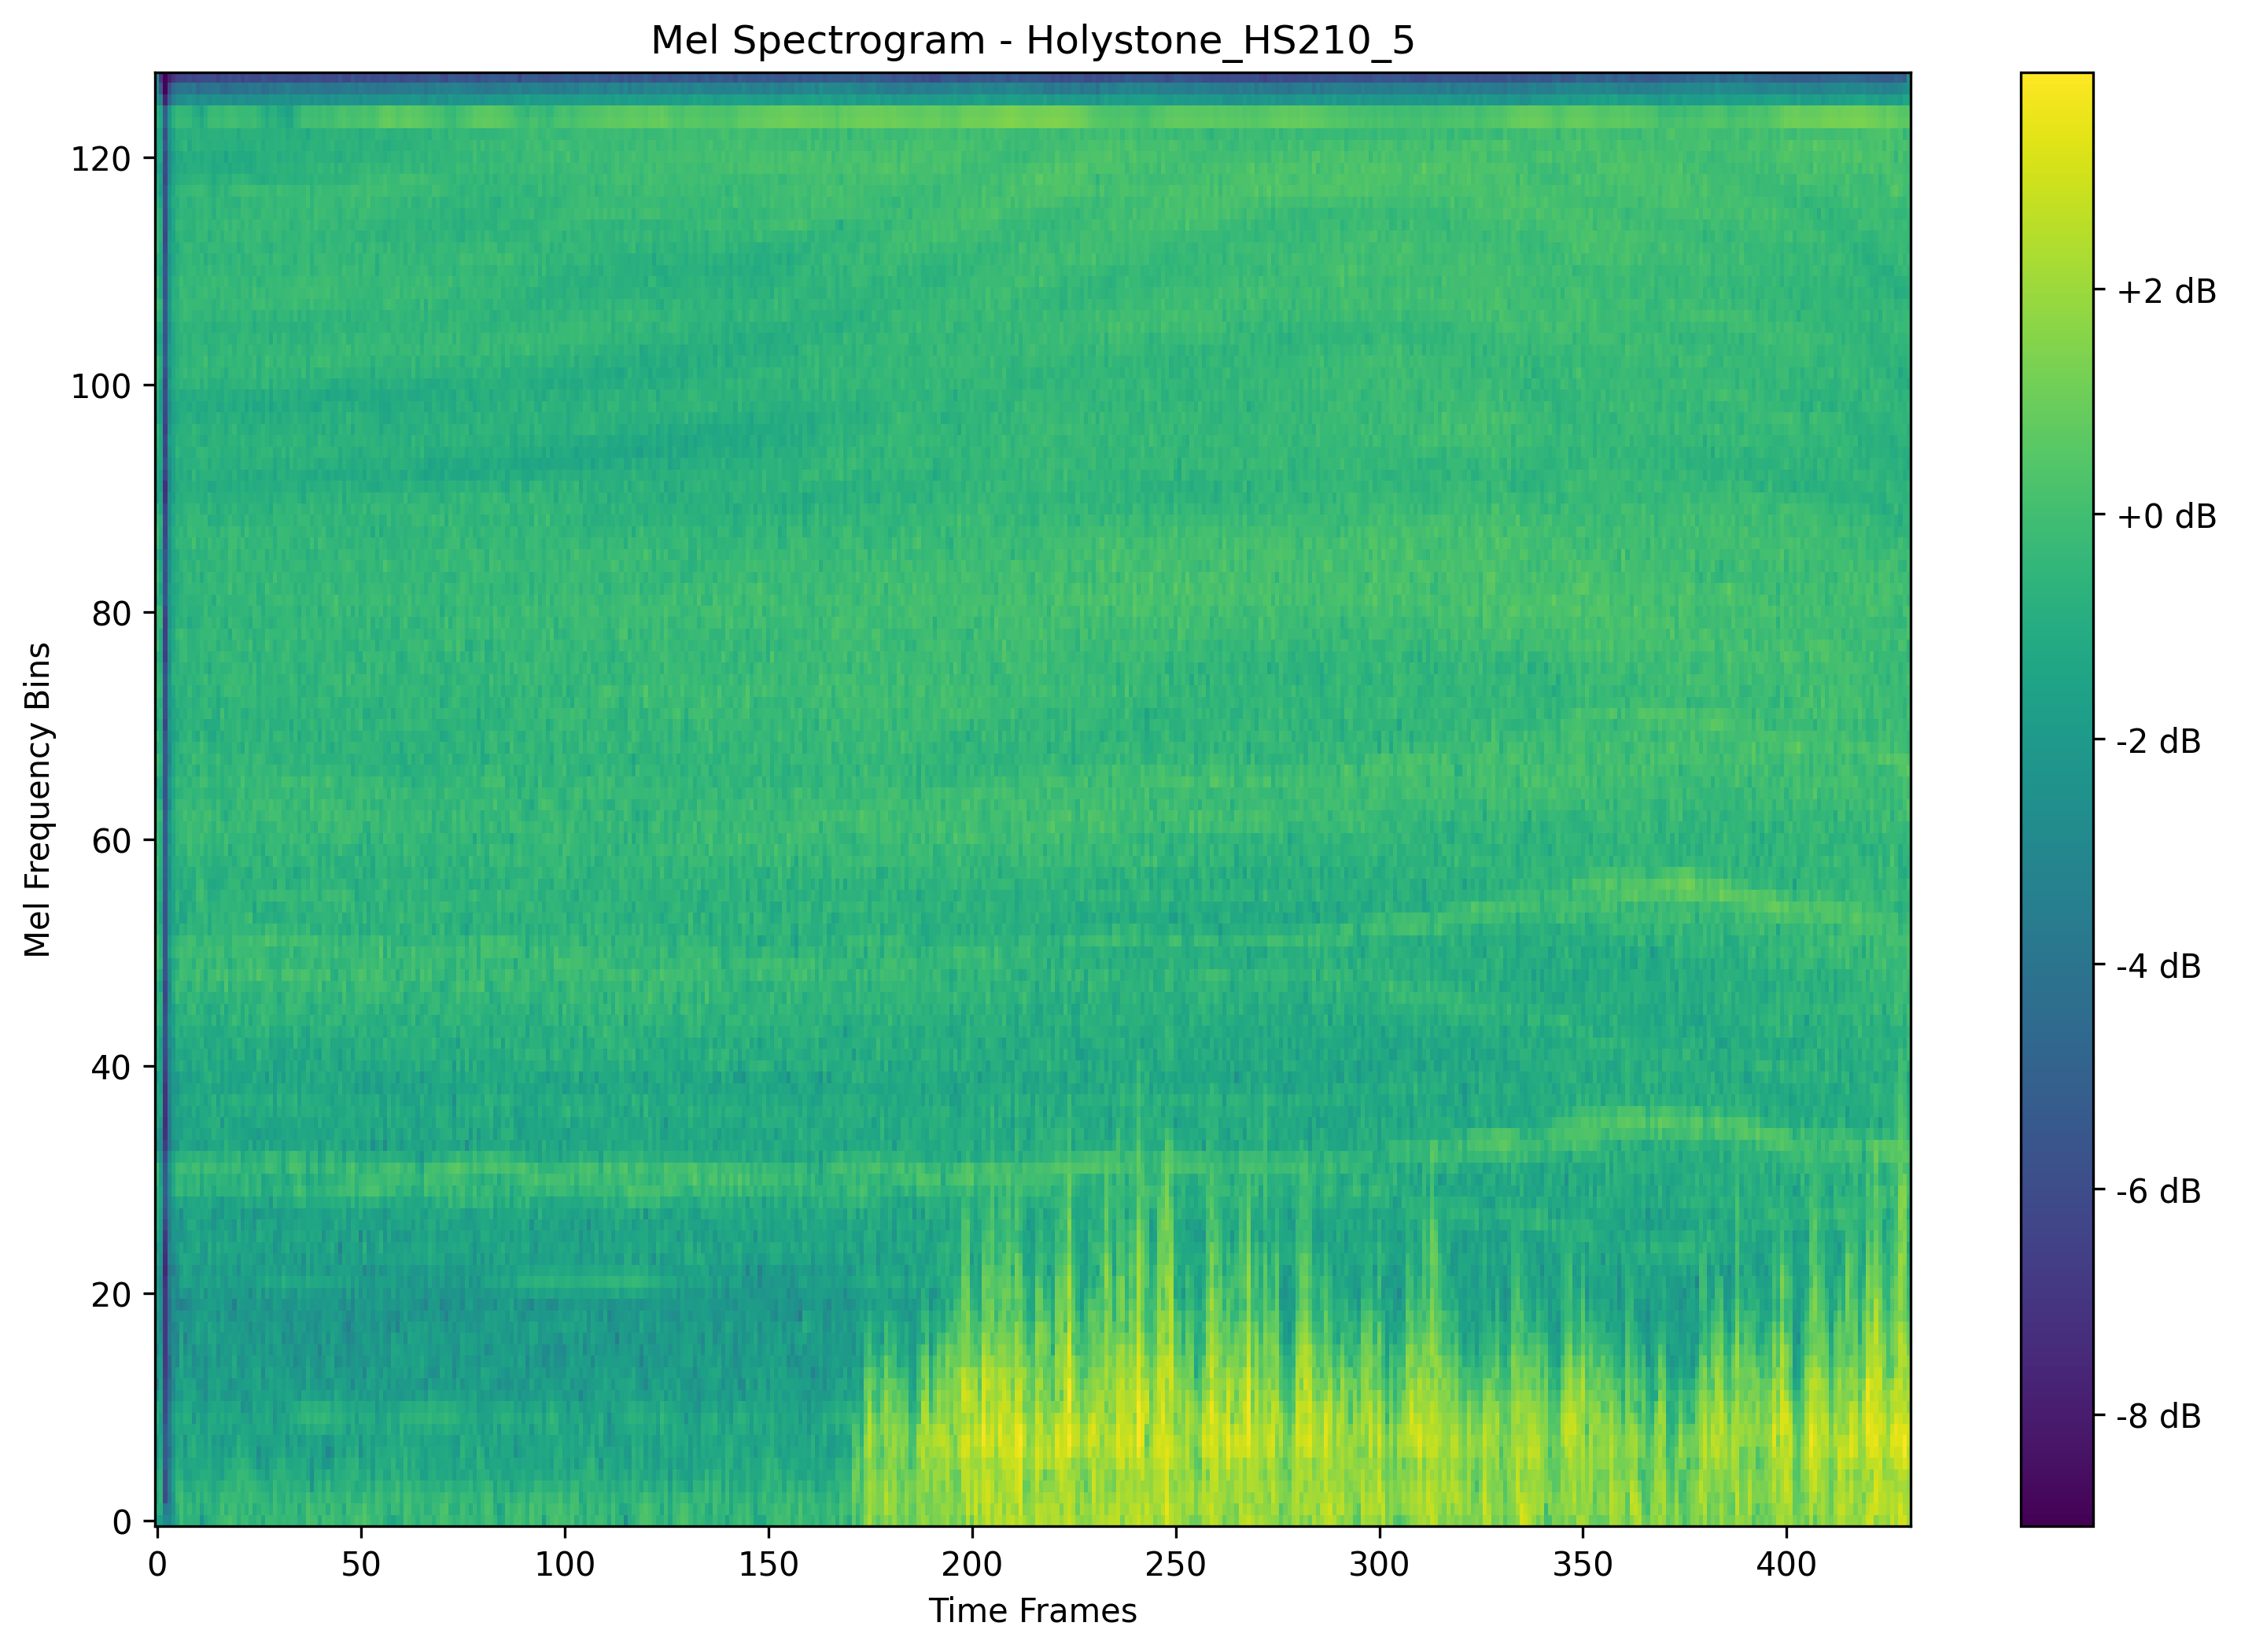 Mel Spectrogram - Holystone_HS210_5
Mel Frequency Bins
120
100
80
60
40
20
0
0 50 100 150 200 250 300 350 400
Time Frames
+2 dB
+0 dB
-2 dB
-4 dB
-6 dB
-8 dB